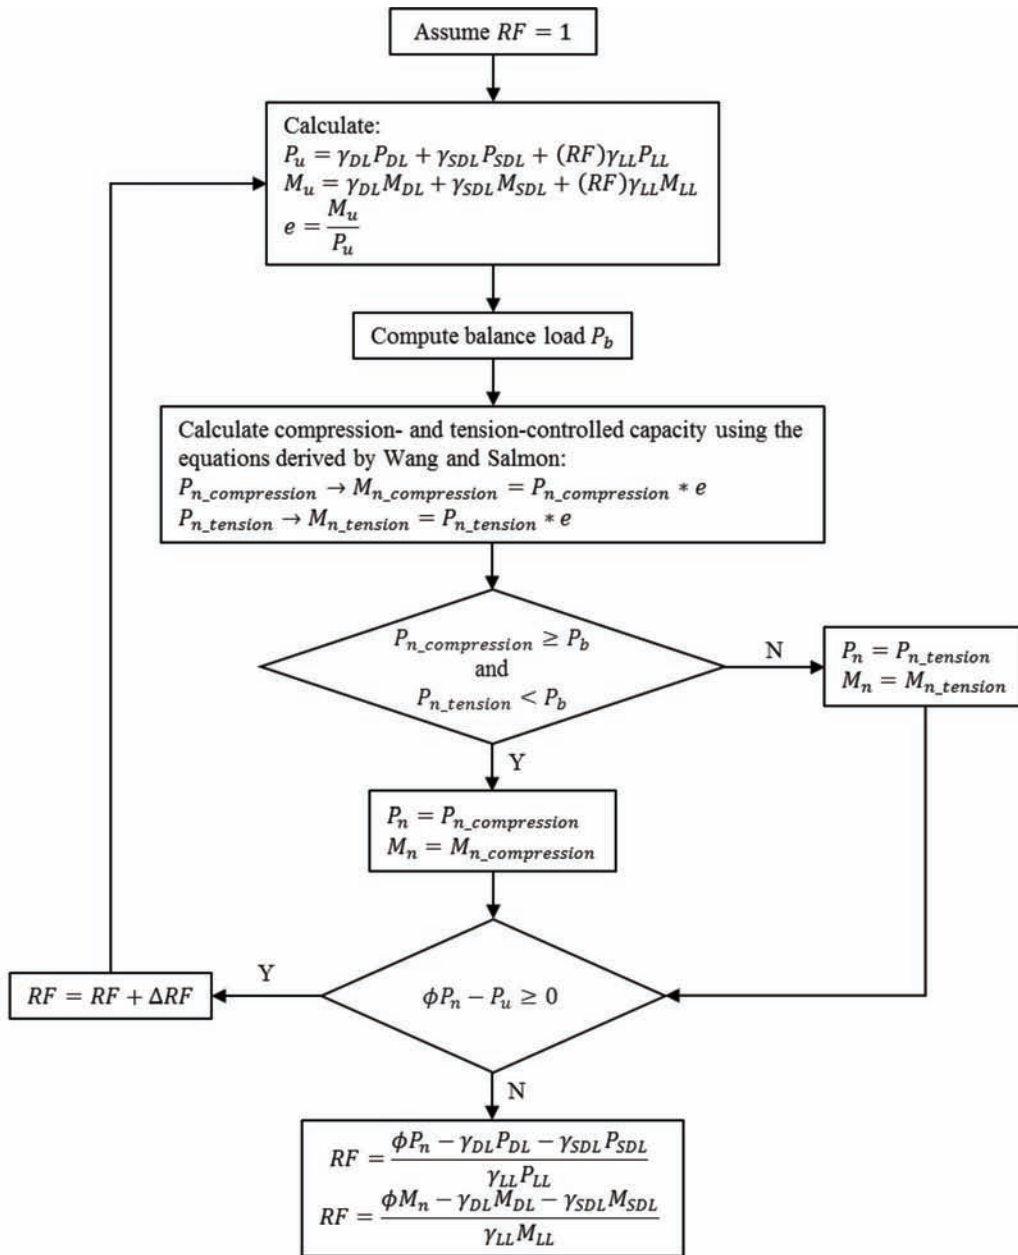 Assume RF = 1
Calculate:
P_u = γ_DL P_DL + γ_SDL P_SDL + (RF)γ_LL P_LL
M_u = γ_DL M_DL + γ_SDL M_SDL + (RF)γ_LL M_LL
e = M_u / P_u
Compute balance load P_b
Calculate compression- and tension-controlled capacity using the
equations derived by Wang and Salmon:
P_n_compression → M_n_compression = P_n_compression * e
P_n_tension → M_n_tension = P_n_tension * e
P_n_compression ≥ P_b
and
P_n_tension < P_b
N
P_n = P_n_tension
M_n = M_n_tension
Y
P_n = P_n_compression
M_n = M_n_compression
Y
RF = RF + ΔRF
ϕP_n − P_u ≥ 0
N
RF = (ϕP_n − γ_DL P_DL − γ_SDL P_SDL) / (γ_LL P_LL)
RF = (ϕM_n − γ_DL M_DL − γ_SDL M_SDL) / (γ_LL M_LL)